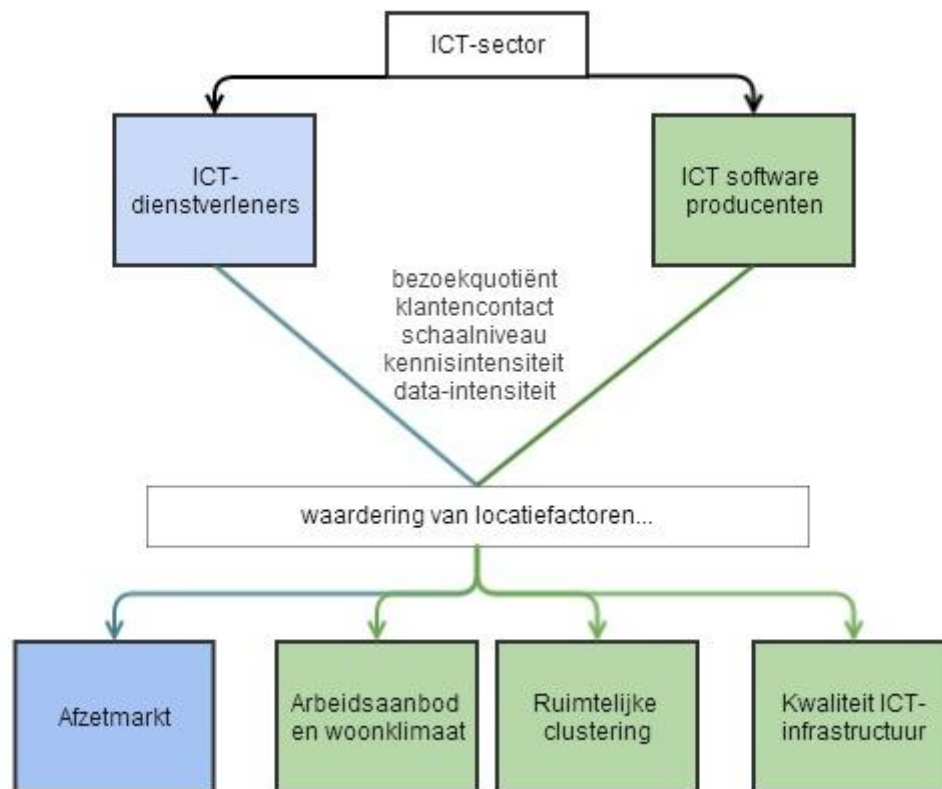 ICT-sector
ICT-
dienstverleners
ICT software
producenten
bezoekquotiënt
klantencontact
schaalniveau
kennisintensiteit
data-intensiteit
waardering van locatiefactoren...
Afzetmarkt
Arbeidsaanbod
en woonklimaat
Ruimtelijke
clustering
Kwaliteit ICT-
infrastructuur